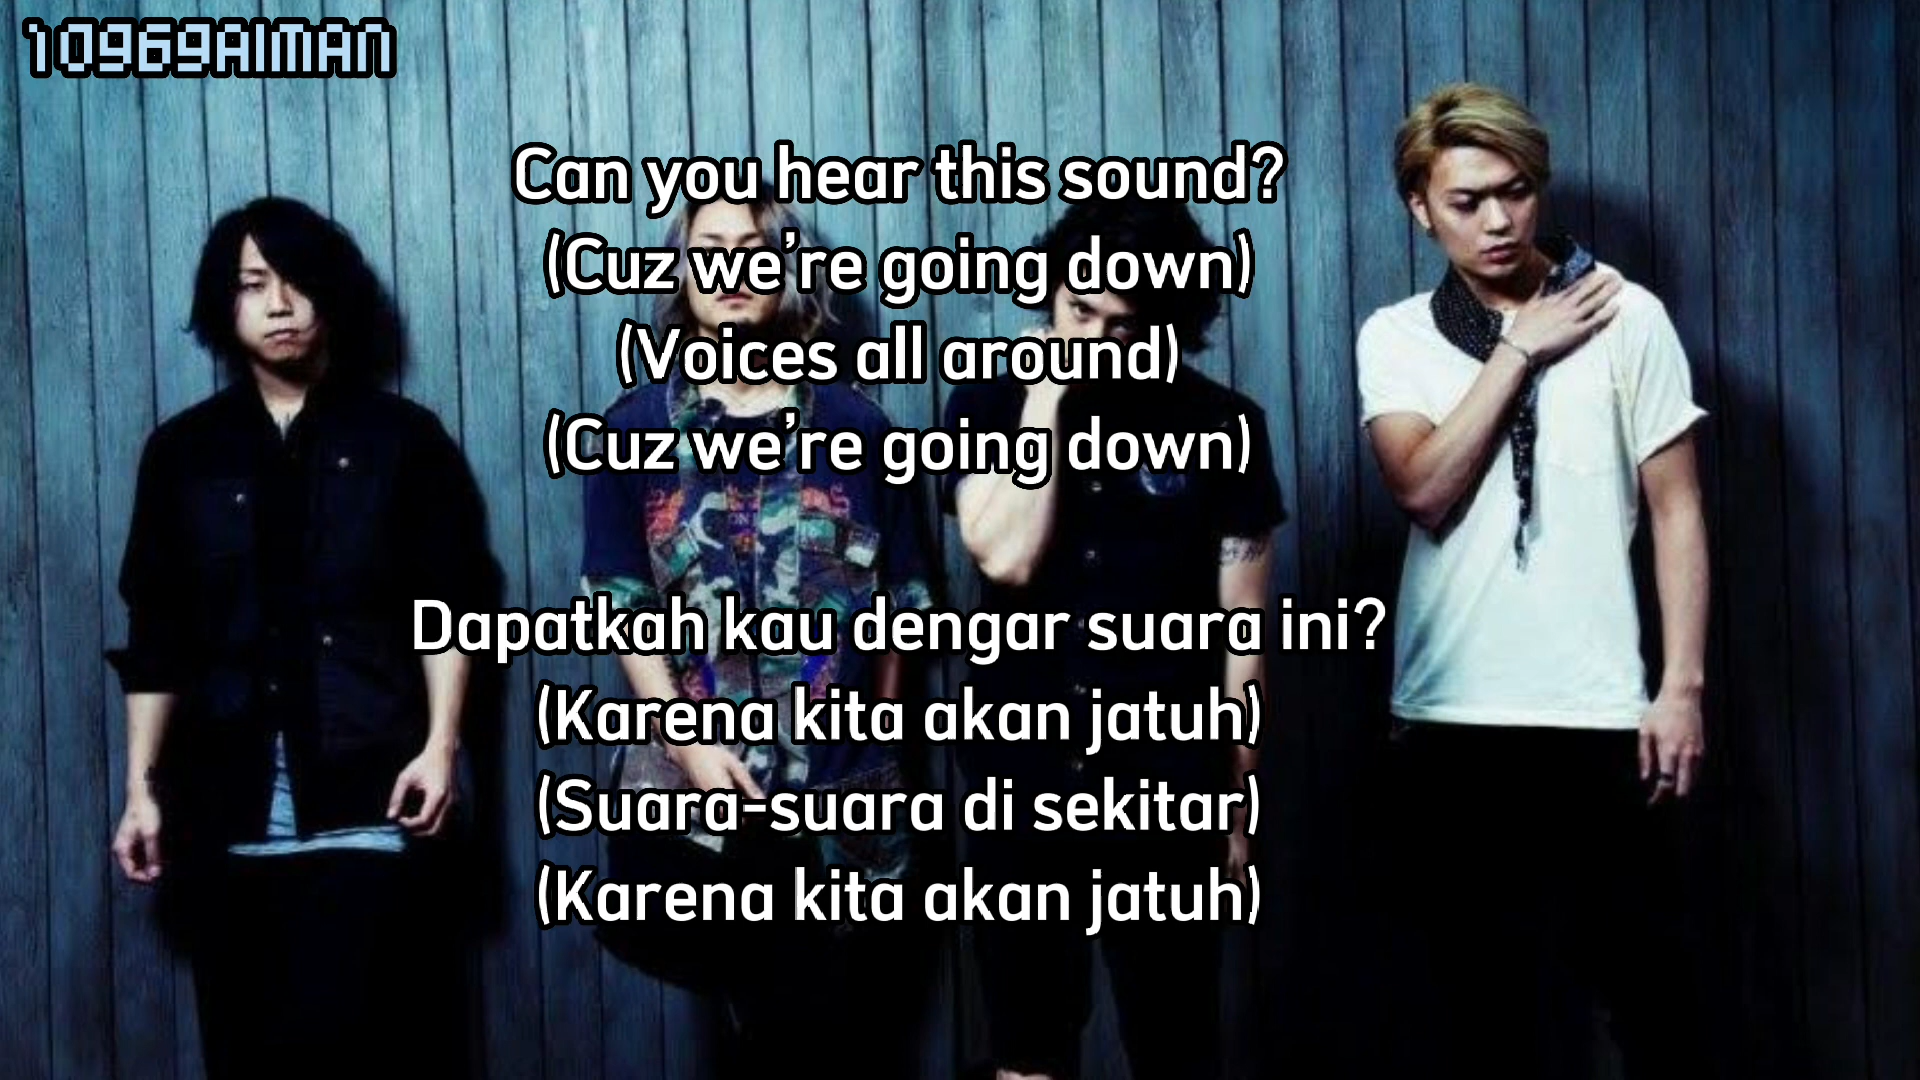 10969AIMAN
Can you hear this sound?
(Cuz we’re going down)
(Voices all around)
(Cuz we’re going down)
Dapatkah kau dengar suara ini?
(Karena kita akan jatuh)
(Suara-suara di sekitar)
(Karena kita akan jatuh)